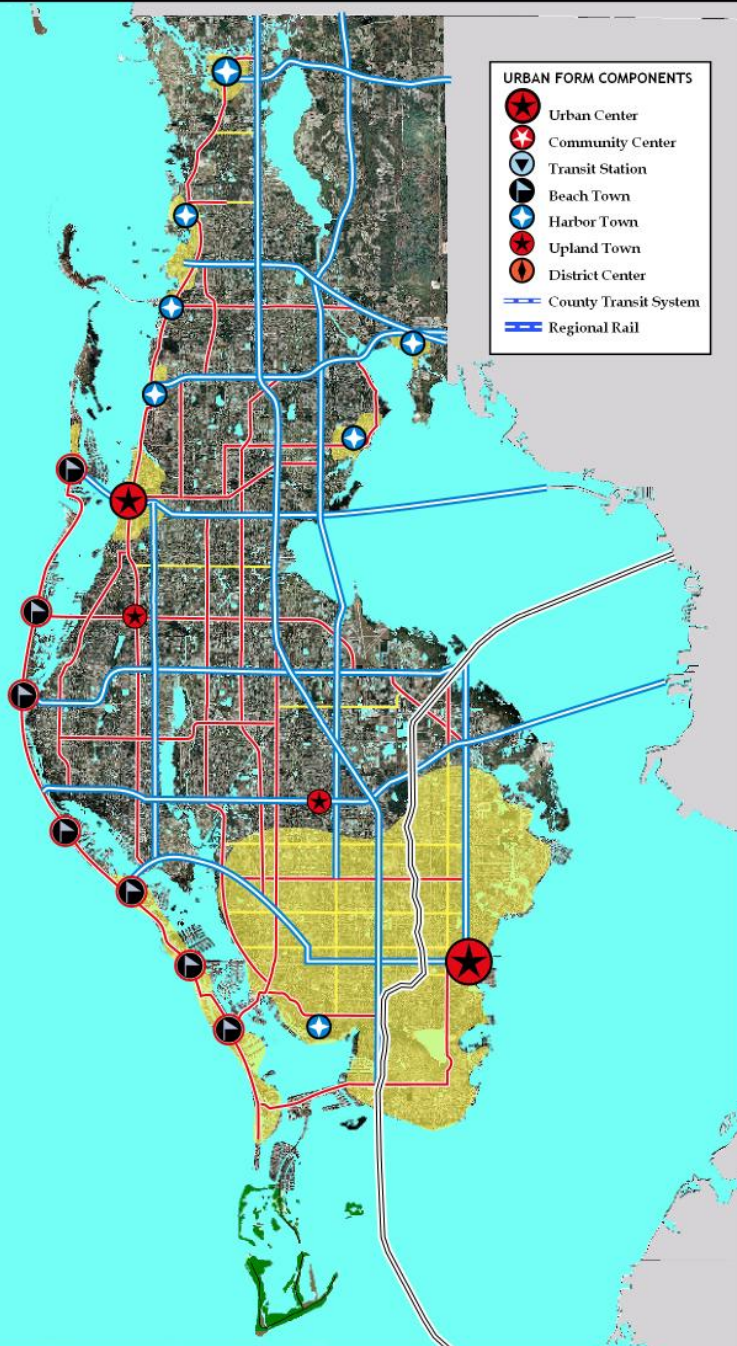 URBAN FORM COMPONENTS
Urban Center
Community Center
Transit Station
Beach Town
Harbor Town
Upland Town
District Center
County Transit System
Regional Rail